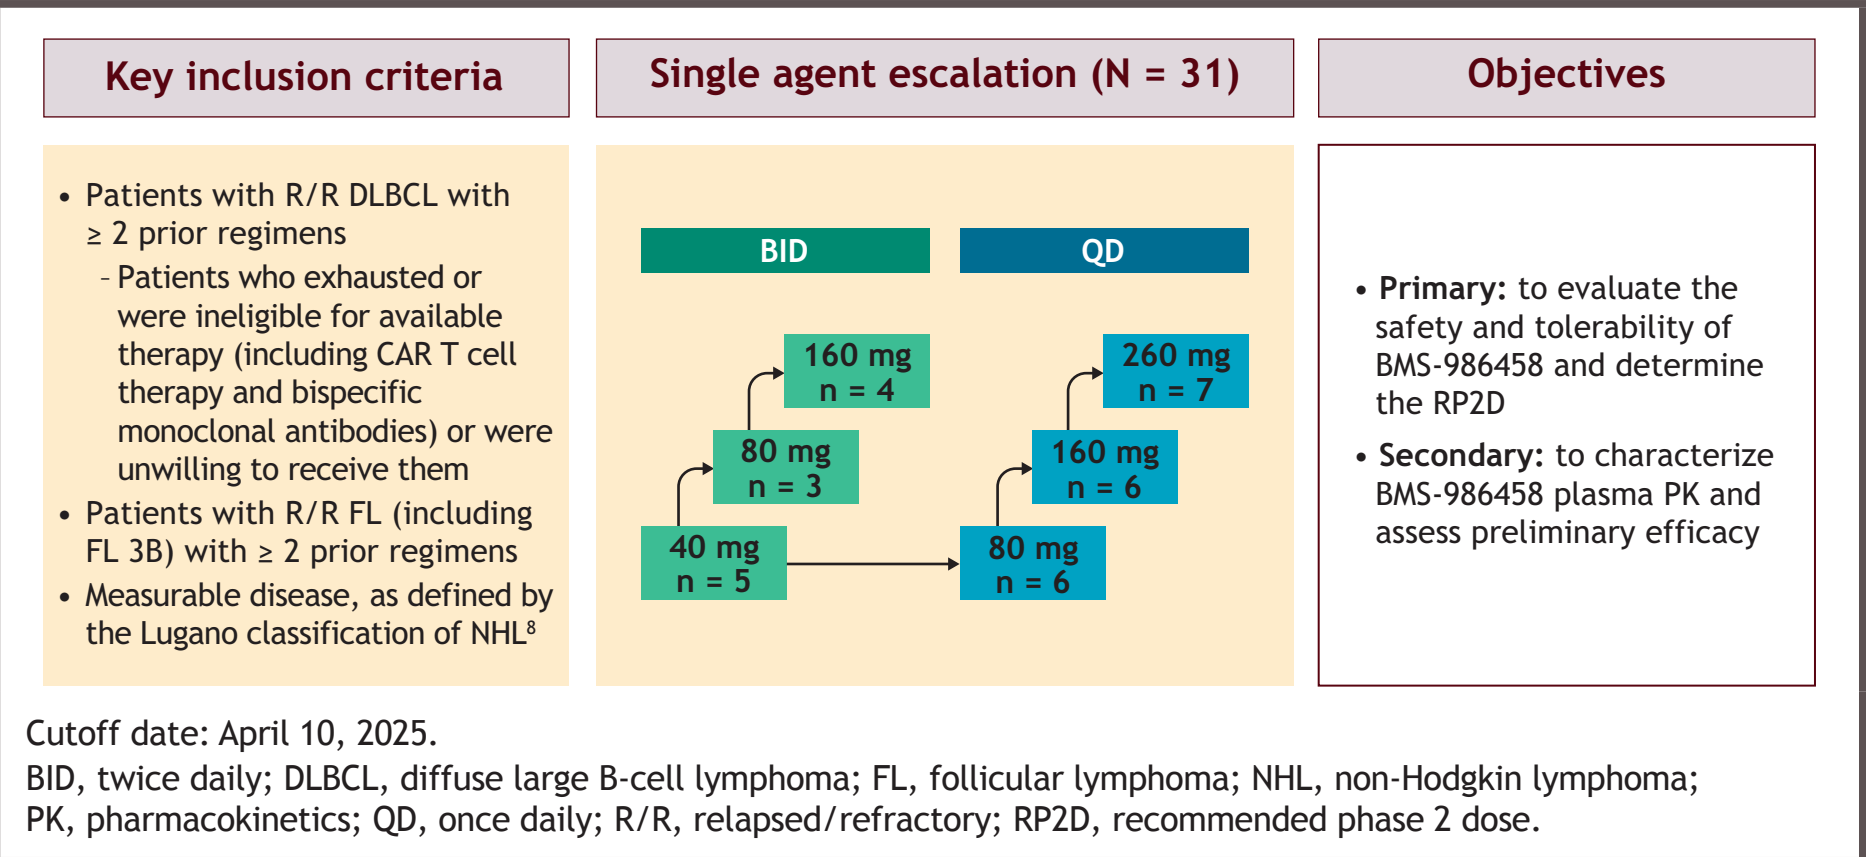 Key inclusion criteria
• Patients with R/R DLBCL with
≥ 2 prior regimens
– Patients who exhausted or
were ineligible for available
therapy (including CAR T cell
therapy and bispecific
monoclonal antibodies) or were
unwilling to receive them
• Patients with R/R FL (including
FL 3B) with ≥ 2 prior regimens
• Measurable disease, as defined by
the Lugano classification of NHL⁸
Single agent escalation (N = 31)
BID
160 mg
n = 4
80 mg
n = 3
40 mg
n = 5
QD
260 mg
n = 7
160 mg
n = 6
80 mg
n = 6
Objectives
• Primary: to evaluate the
safety and tolerability of
BMS-986458 and determine
the RP2D
• Secondary: to characterize
BMS-986458 plasma PK and
assess preliminary efficacy
Cutoff date: April 10, 2025.
BID, twice daily; DLBCL, diffuse large B-cell lymphoma; FL, follicular lymphoma; NHL, non-Hodgkin lymphoma;
PK, pharmacokinetics; QD, once daily; R/R, relapsed/refractory; RP2D, recommended phase 2 dose.